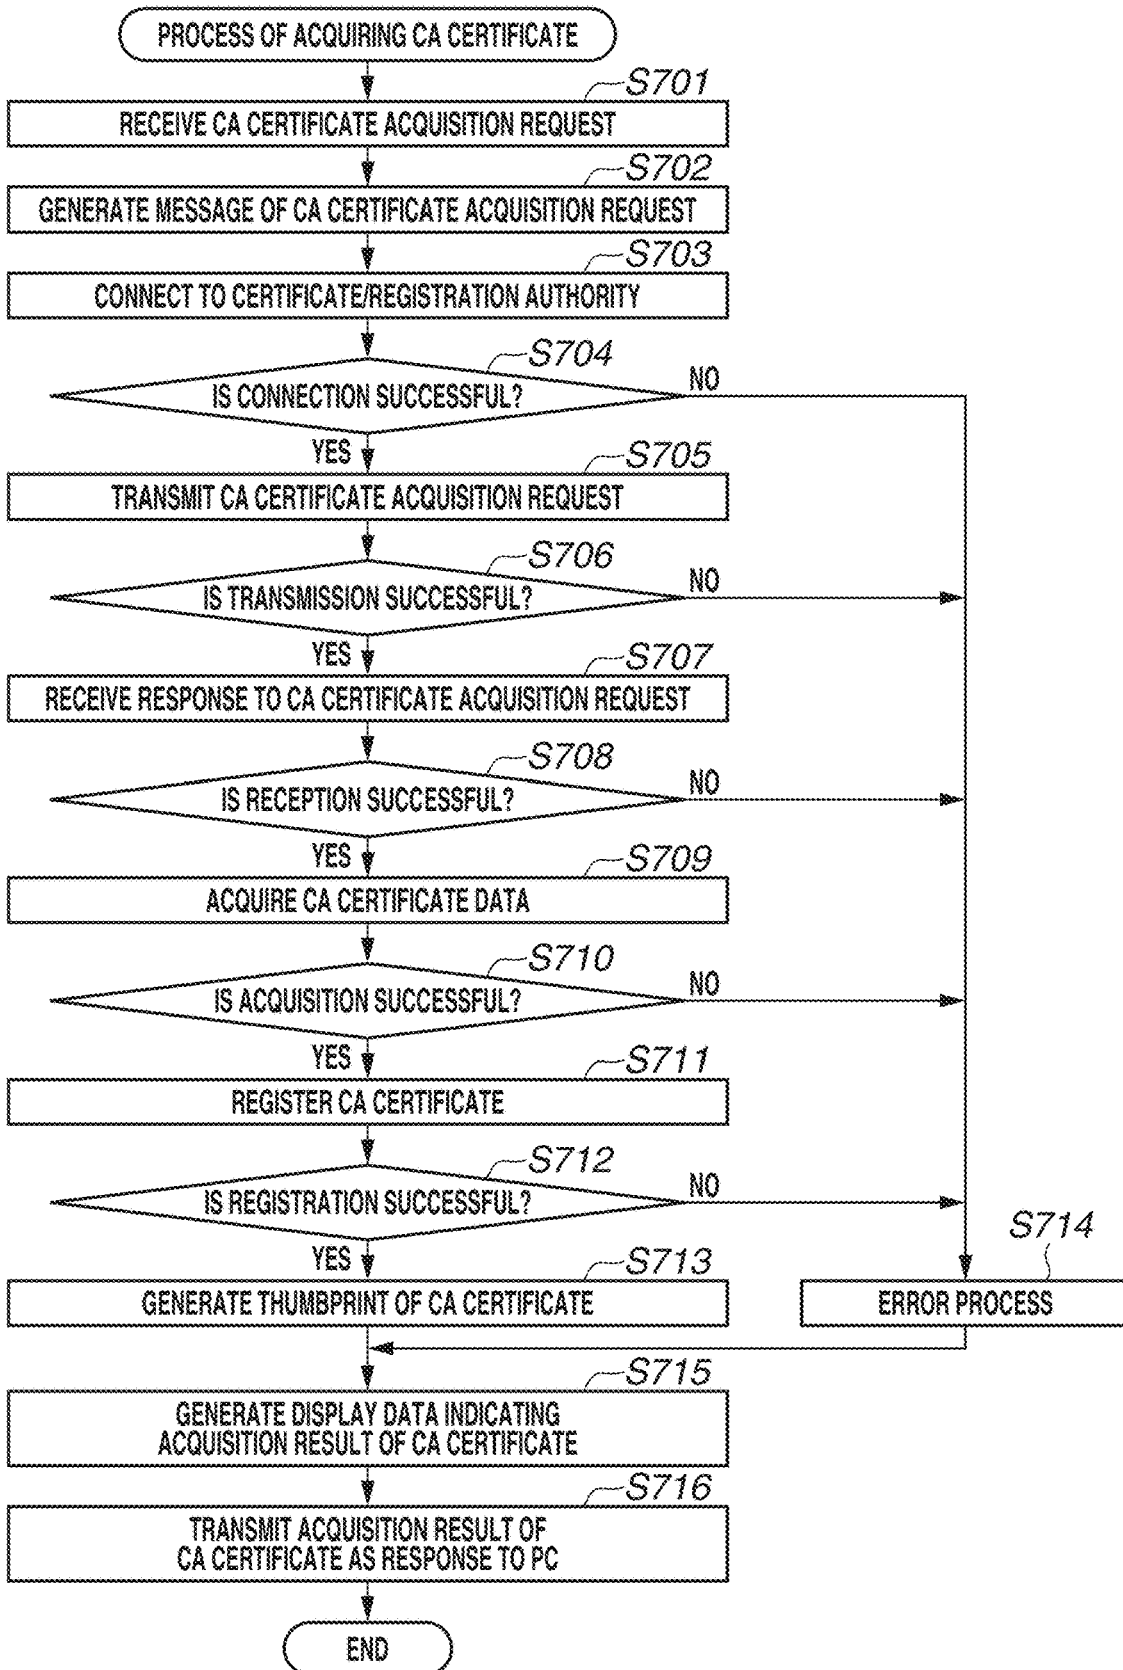 PROCESS OF ACQUIRING CA CERTIFICATE
S701
RECEIVE CA CERTIFICATE ACQUISITION REQUEST
S702
GENERATE MESSAGE OF CA CERTIFICATE ACQUISITION REQUEST
S703
CONNECT TO CERTIFICATE/REGISTRATION AUTHORITY
S704
IS CONNECTION SUCCESSFUL?
NO
YES
S705
TRANSMIT CA CERTIFICATE ACQUISITION REQUEST
S706
IS TRANSMISSION SUCCESSFUL?
NO
YES
S707
RECEIVE RESPONSE TO CA CERTIFICATE ACQUISITION REQUEST
S708
IS RECEPTION SUCCESSFUL?
NO
YES
S709
ACQUIRE CA CERTIFICATE DATA
S710
IS ACQUISITION SUCCESSFUL?
NO
YES
S711
REGISTER CA CERTIFICATE
S712
IS REGISTRATION SUCCESSFUL?
NO
YES
S713
GENERATE THUMBPRINT OF CA CERTIFICATE
S714
ERROR PROCESS
S715
GENERATE DISPLAY DATA INDICATING
ACQUISITION RESULT OF CA CERTIFICATE
S716
TRANSMIT ACQUISITION RESULT OF
CA CERTIFICATE AS RESPONSE TO PC
END